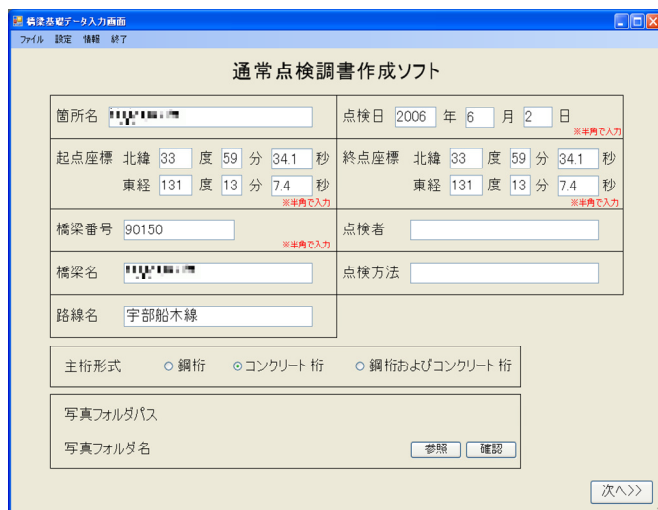 橋梁基礎データ入力画面
ファイル 設定 情報 終了
通常点検調書作成ソフト
箇所名
点検日 2006 年 6 月 2 日
※半角で入力
起点座標 北緯 33 度 59 分 34.1 秒
東経 131 度 13 分 7.4 秒
※半角で入力
終点座標 北緯 33 度 59 分 34.1 秒
東経 131 度 13 分 7.4 秒
※半角で入力
橋梁番号 90150
※半角で入力
点検者
橋梁名
点検方法
路線名 宇部船木線
主桁形式 鋼桁 コンクリート桁 鋼桁およびコンクリート桁
写真フォルダパス
写真フォルダ名 参照 確認
次へ>>